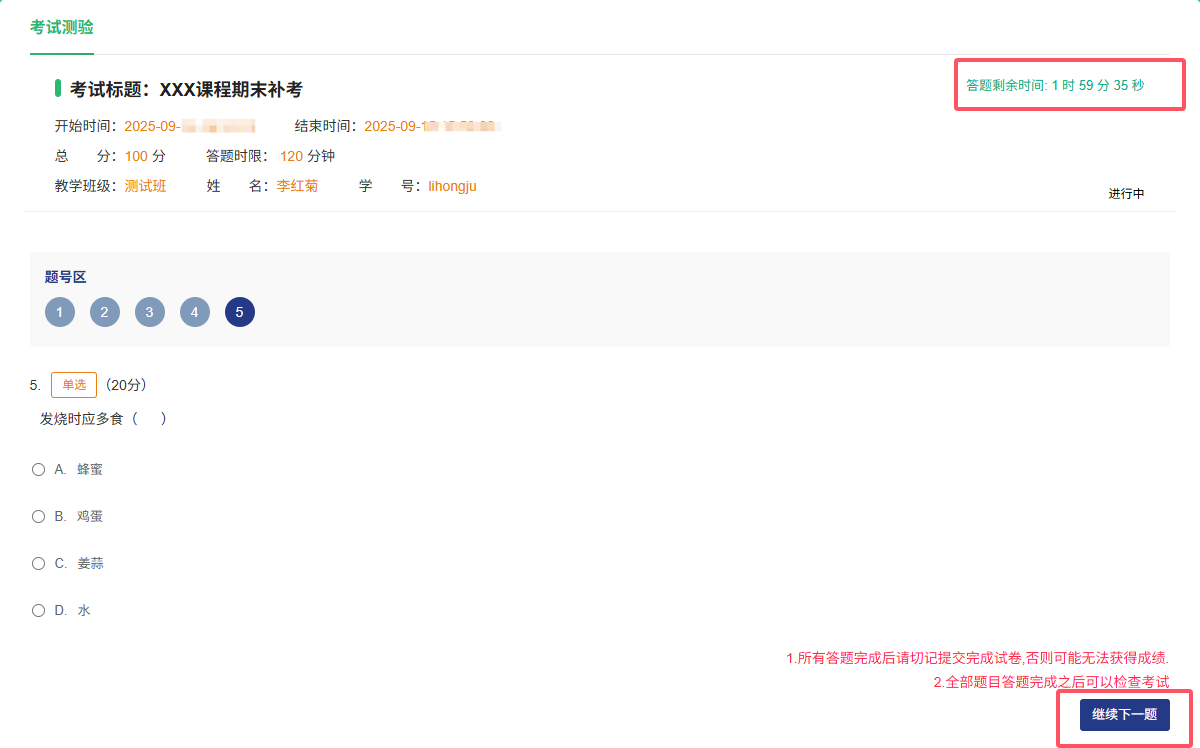 考试测验
考试标题：XXX课程期末补考
答题剩余时间: 1 时 59 分 35 秒
开始时间：2025-09- 结束时间：2025-09-
总 分：100 分 答题时限： 120 分钟
教学班级：测试班 姓 名：李红菊 学 号：lihongju
进行中
题号区
1 2 3 4 5
5. 单选 （20分）
发烧时应多食（ ）
A. 蜂蜜
B. 鸡蛋
C. 姜蒜
D. 水
1.所有答题完成后请切记提交完成试卷,否则可能无法获得成绩.
2.全部题目答题完成之后可以检查考试
继续下一题